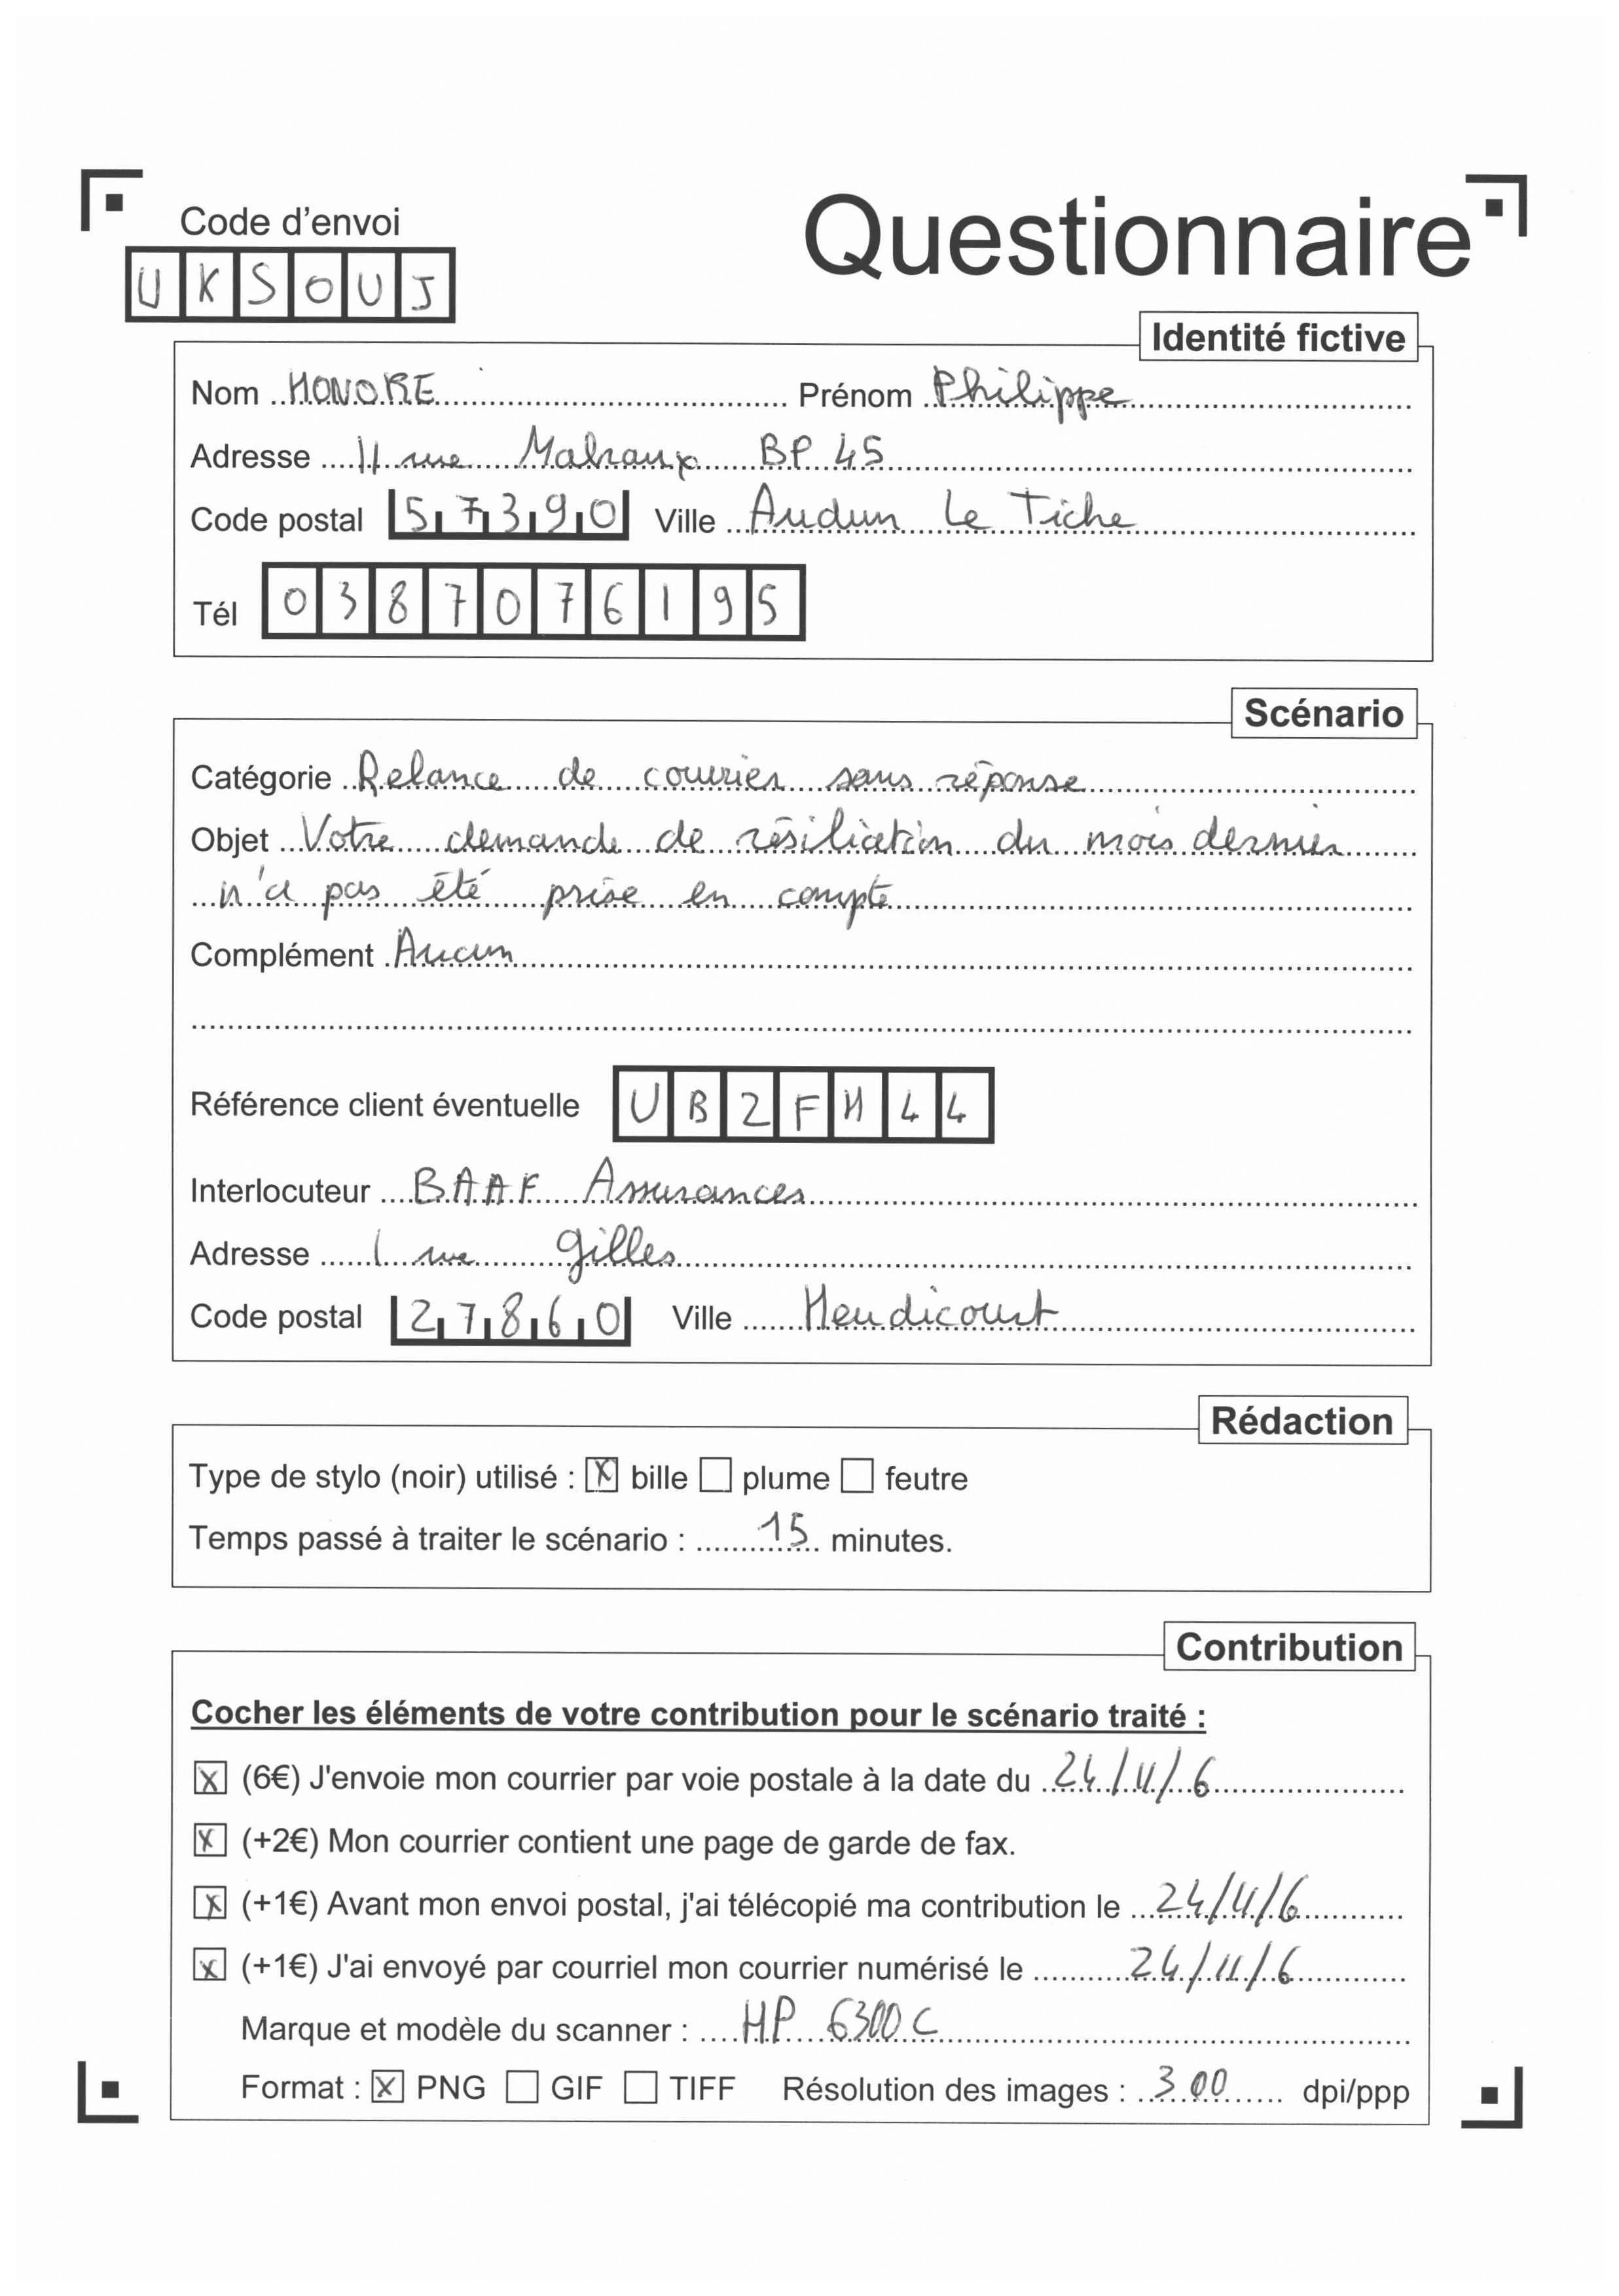 Code d'envoi
Questionnaire
UKSOUJ
Identité fictive
Nom HONORE Prénom Philippe
Adresse 11 rue Malraux BP 45
Code postal 57390 Ville Audun Le Tiche
Tél 0387076195
Scénario
Catégorie Relance de courrier sans réponse
Objet Votre demande de résiliation du mois dernier
n'a pas été prise en compte
Complément Aucun
Référence client éventuelle UB2FH44
Interlocuteur BAAF Assurances
Adresse 1 rue Gilles
Code postal 27860 Ville Heudicourt
Rédaction
Type de stylo (noir) utilisé : X bille plume feutre
Temps passé à traiter le scénario : 15 minutes.
Contribution
Cocher les éléments de votre contribution pour le scénario traité :
X (6€) J'envoie mon courrier par voie postale à la date du 24/11/6
X (+2€) Mon courrier contient une page de garde de fax.
X (+1€) Avant mon envoi postal, j'ai télécopié ma contribution le 24/11/6
X (+1€) J'ai envoyé par courriel mon courrier numérisé le 24/11/6
Marque et modèle du scanner : HP 6300C
Format : X PNG GIF TIFF Résolution des images : 300 dpi/ppp